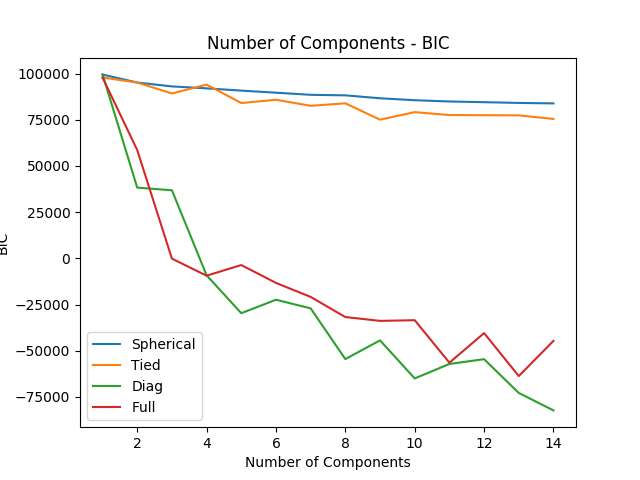 Number of Components - BIC
BIC
100000
75000
50000
25000
0
−25000
−50000
−75000
Spherical
Tied
Diag
Full
2 4 6 8 10 12 14
Number of Components